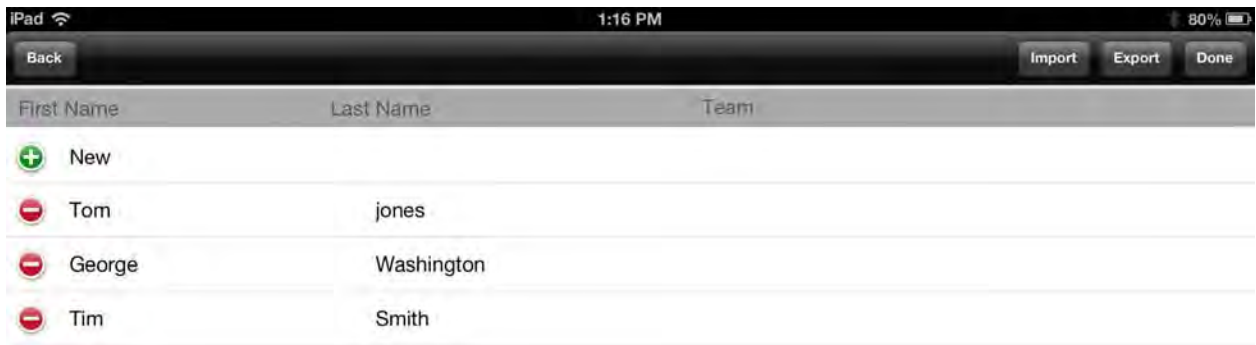 iPad 1:16 PM 80%
Back Import Export Done
First Name Last Name Team
New
Tom jones
George Washington
Tim Smith